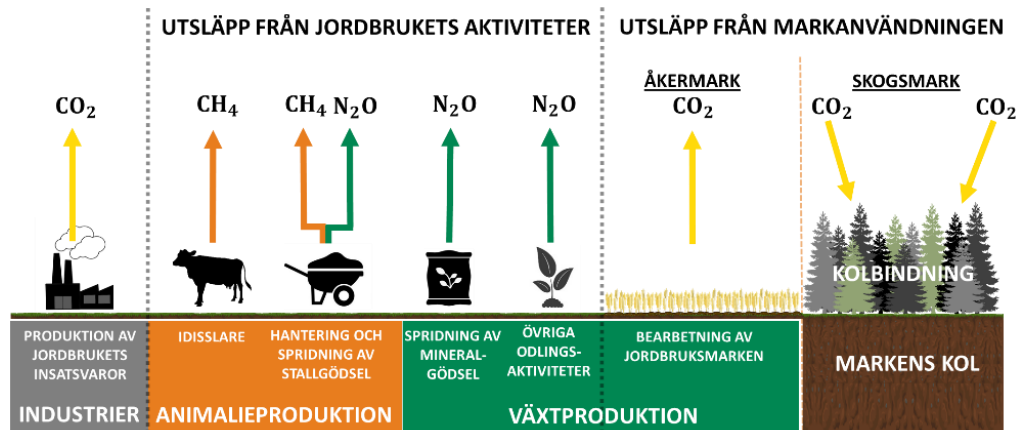 UTSLÄPP FRÅN JORDBRUKETS AKTIVITETER
UTSLÄPP FRÅN MARKANVÄNDNINGEN
ÅKERMARK
SKOGSMARK
CO₂
CH₄
CH₄ N₂O
N₂O
N₂O
CO₂
CO₂
CO₂
KOLBINDNING
PRODUKTION AV
JORDBRUKETS
INSATSVAROR
IDISSLARE
HANTERING OCH
SPRIDNING AV
STALLGÖDSEL
SPRIDNING AV
MINERAL-
GÖDSEL
ÖVRIGA
ODLINGS-
AKTIVITETER
BEARBETNING AV
JORDBRUKSMARKEN
MARKENS KOL
INDUSTRIER
ANIMALIEPRODUKTION
VÄXTPRODUKTION